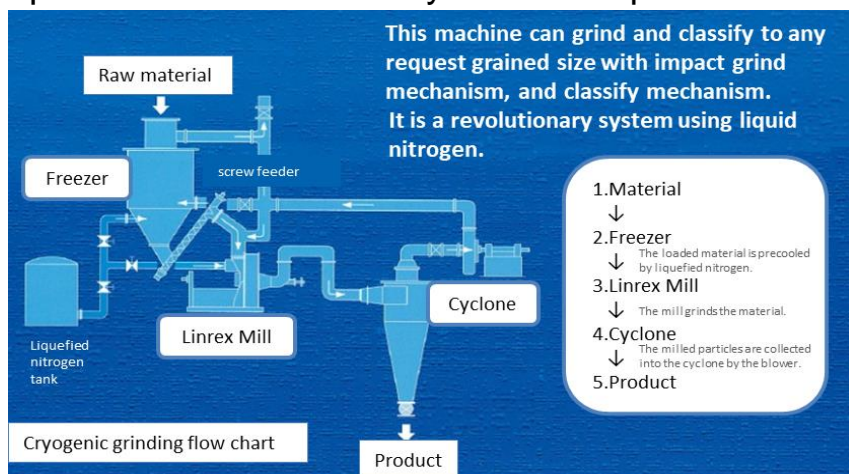 This machine can grind and classify to any
request grained size with impact grind
mechanism, and classify mechanism.
It is a revolutionary system using liquid
nitrogen.
Raw material
Freezer
screw feeder
Liquefied
nitrogen
tank
Linrex Mill
Cyclone
Product
1.Material
↓
2.Freezer
↓ The loaded material is precooled
by liquefied nitrogen.
3.Linrex Mill
↓ The mill grinds the material.
4.Cyclone
↓ The milled particles are collected
into the cyclone by the blower.
5.Product
Cryogenic grinding flow chart